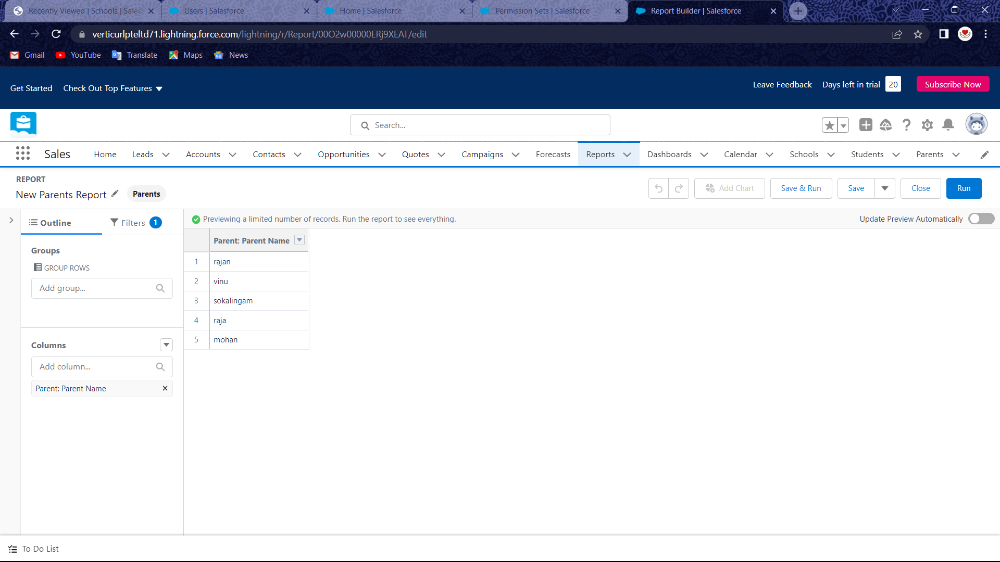 Recently Viewed | Schools | Sales
Users | Salesforce
Home | Salesforce
Permission Sets | Salesforce
Report Builder | Salesforce
verticurlpteltd71.lightning.force.com/lightning/r/Report/00O2w00000ERj9XEAT/edit
Gmail YouTube Translate Maps News
Get Started Check Out Top Features Leave Feedback Days left in trial 20 Subscribe Now
Search...
Sales Home Leads Accounts Contacts Opportunities Quotes Campaigns Forecasts Reports Dashboards Calendar Schools Students Parents
REPORT
New Parents Report Parents
Add Chart Save & Run Save Close Run
Outline Filters 1
Previewing a limited number of records. Run the report to see everything. Update Preview Automatically
Groups
GROUP ROWS
Add group...
Columns
Add column...
Parent: Parent Name
Parent: Parent Name
1 rajan
2 vinu
3 sokalingam
4 raja
5 mohan
To Do List